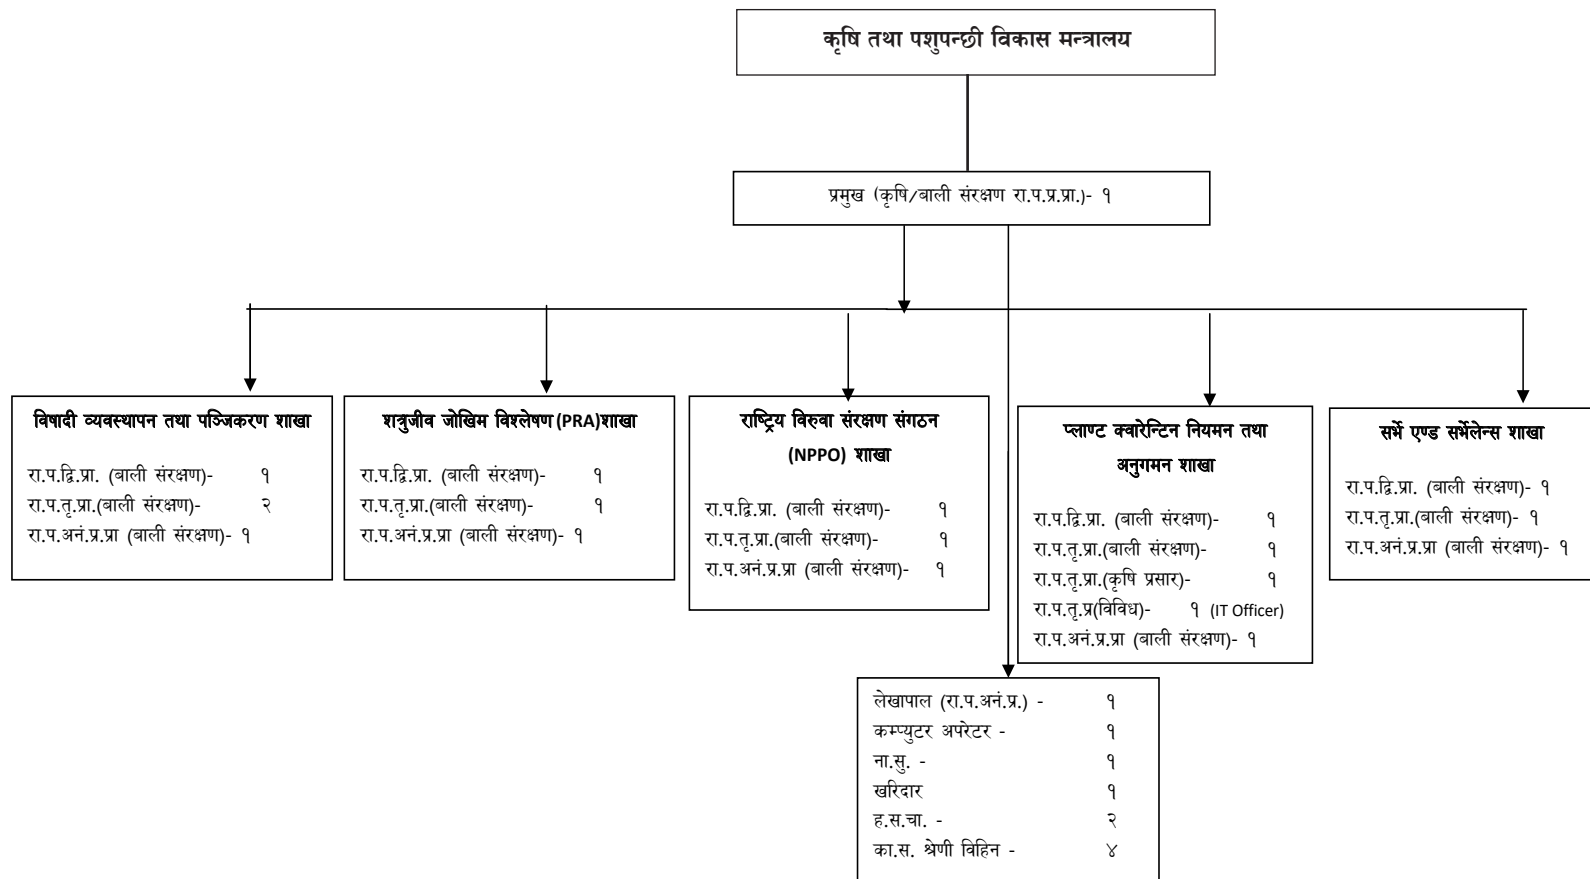 कृषि तथा पशुपन्छी विकास मन्त्रालय
प्रमुख (कृषि/बाली संरक्षण रा.प.प्र.प्रा.)- १
विषादी व्यवस्थापन तथा पञ्जिकरण शाखा
रा.प.द्वि.प्रा. (बाली संरक्षण)- १
रा.प.तृ.प्रा.(बाली संरक्षण)- २
रा.प.अनं.प्र.प्रा (बाली संरक्षण)- १
शत्रुजीव जोखिम विश्लेषण (PRA)शाखा
रा.प.द्वि.प्रा. (बाली संरक्षण)- १
रा.प.तृ.प्रा.(बाली संरक्षण)- १
रा.प.अनं.प्र.प्रा (बाली संरक्षण)- १
राष्ट्रिय विरुवा संरक्षण संगठन
(NPPO) शाखा
रा.प.द्वि.प्रा. (बाली संरक्षण)- १
रा.प.तृ.प्रा.(बाली संरक्षण)- १
रा.प.अनं.प्र.प्रा (बाली संरक्षण)- १
प्लाण्ट क्वारेन्टिन नियमन तथा
अनुगमन शाखा
रा.प.द्वि.प्रा. (बाली संरक्षण)- १
रा.प.तृ.प्रा.(बाली संरक्षण)- १
रा.प.तृ.प्रा.(कृषि प्रसार)- १
रा.प.तृ.प्र(विविध)- १ (IT Officer)
रा.प.अनं.प्र.प्रा (बाली संरक्षण)- १
सर्भे एण्ड सर्भेलेन्स शाखा
रा.प.द्वि.प्रा. (बाली संरक्षण)- १
रा.प.तृ.प्रा.(बाली संरक्षण)- १
रा.प.अनं.प्र.प्रा (बाली संरक्षण)- १
लेखापाल (रा.प.अनं.प्र.) - १
कम्प्युटर अपरेटर - १
ना.सु. - १
खरिदार १
ह.स.चा. - २
का.स. श्रेणी विहिन - ४